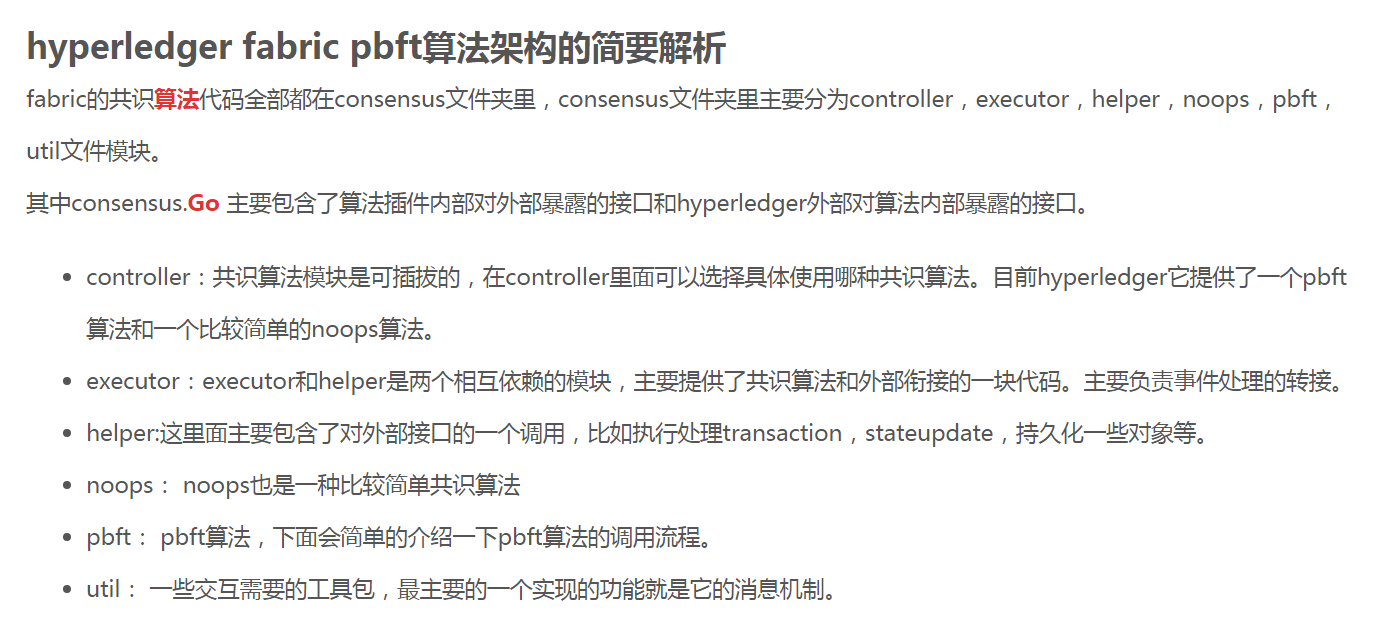 hyperledger fabric pbft算法架构的简要解析
fabric的共识算法代码全部都在consensus文件夹里，consensus文件夹里主要分为controller，executor，helper，noops，pbft，
util文件模块。
其中consensus.Go 主要包含了算法插件内部对外部暴露的接口和hyperledger外部对算法内部暴露的接口。
• controller：共识算法模块是可插拔的，在controller里面可以选择具体使用哪种共识算法。目前hyperledger它提供了一个pbft
算法和一个比较简单的noops算法。
• executor：executor和helper是两个相互依赖的模块，主要提供了共识算法和外部衔接的一块代码。主要负责事件处理的转接。
• helper:这里面主要包含了对外部接口的一个调用，比如执行处理transaction，stateupdate，持久化一些对象等。
• noops： noops也是一种比较简单共识算法
• pbft： pbft算法，下面会简单的介绍一下pbft算法的调用流程。
• util： 一些交互需要的工具包，最主要的一个实现的功能就是它的消息机制。